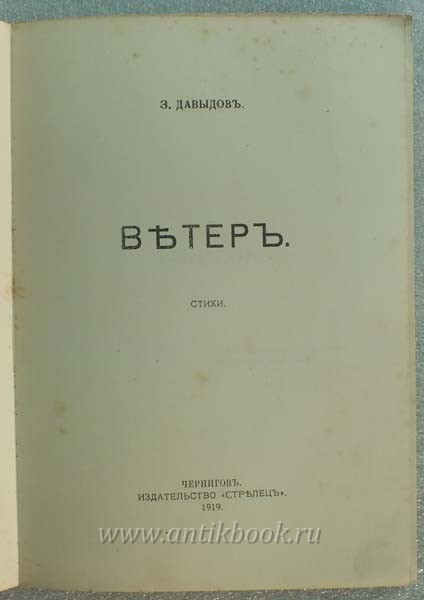 З. ДАВЫДОВЪ.
ВѢТЕРЪ.
СТИХИ.
ЧЕРНИГОВЪ.
ИЗДАТЕЛЬСТВО «СТРѢЛЕЦЪ».
1919.
www.antikbook.ru